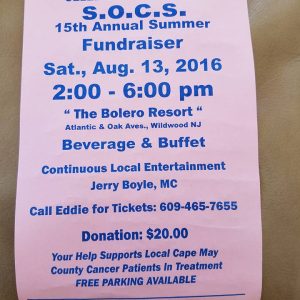 S.O.C.S.
15th Annual Summer
Fundraiser
Sat., Aug. 13, 2016
2:00 - 6:00 pm
“ The Bolero Resort “
Atlantic & Oak Aves., Wildwood NJ
Beverage & Buffet
Continuous Local Entertainment
Jerry Boyle, MC
Call Eddie for Tickets: 609-465-7655
Donation: $20.00
Your Help Supports Local Cape May
County Cancer Patients In Treatment
FREE PARKING AVAILABLE